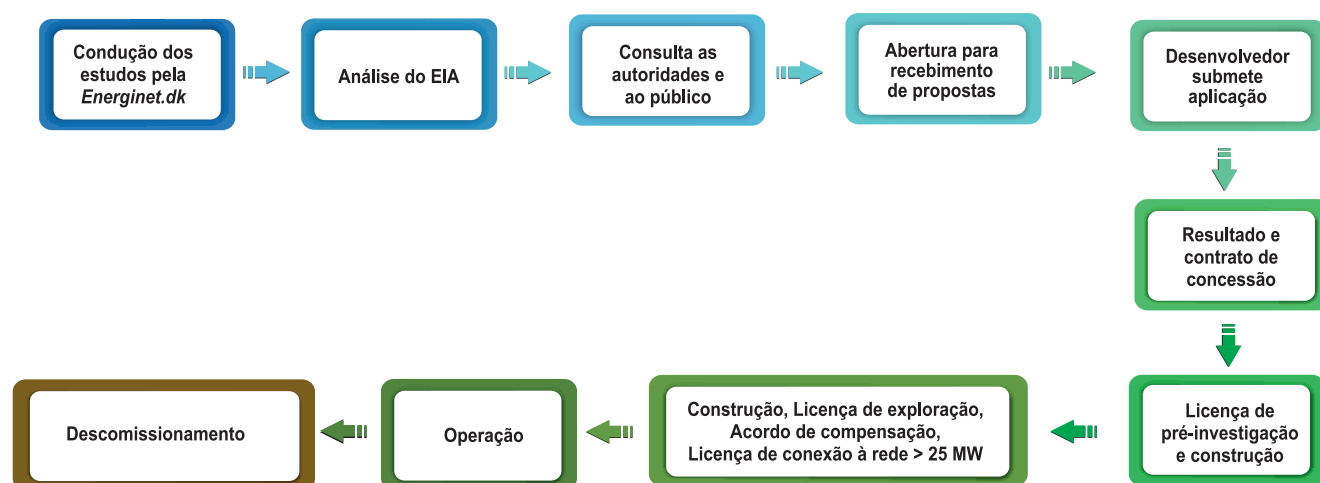 Condução dos
estudos pela
Energinet.dk
Análise do EIA
Consulta as
autoridades e
ao público
Abertura para
recebimento
de propostas
Desenvolvedor
submete
aplicação
Resultado e
contrato de
concessão
Licença de
pré-investigação
e construção
Construção, Licença de exploração,
Acordo de compensação,
Licença de conexão à rede > 25 MW
Operação
Descomissionamento